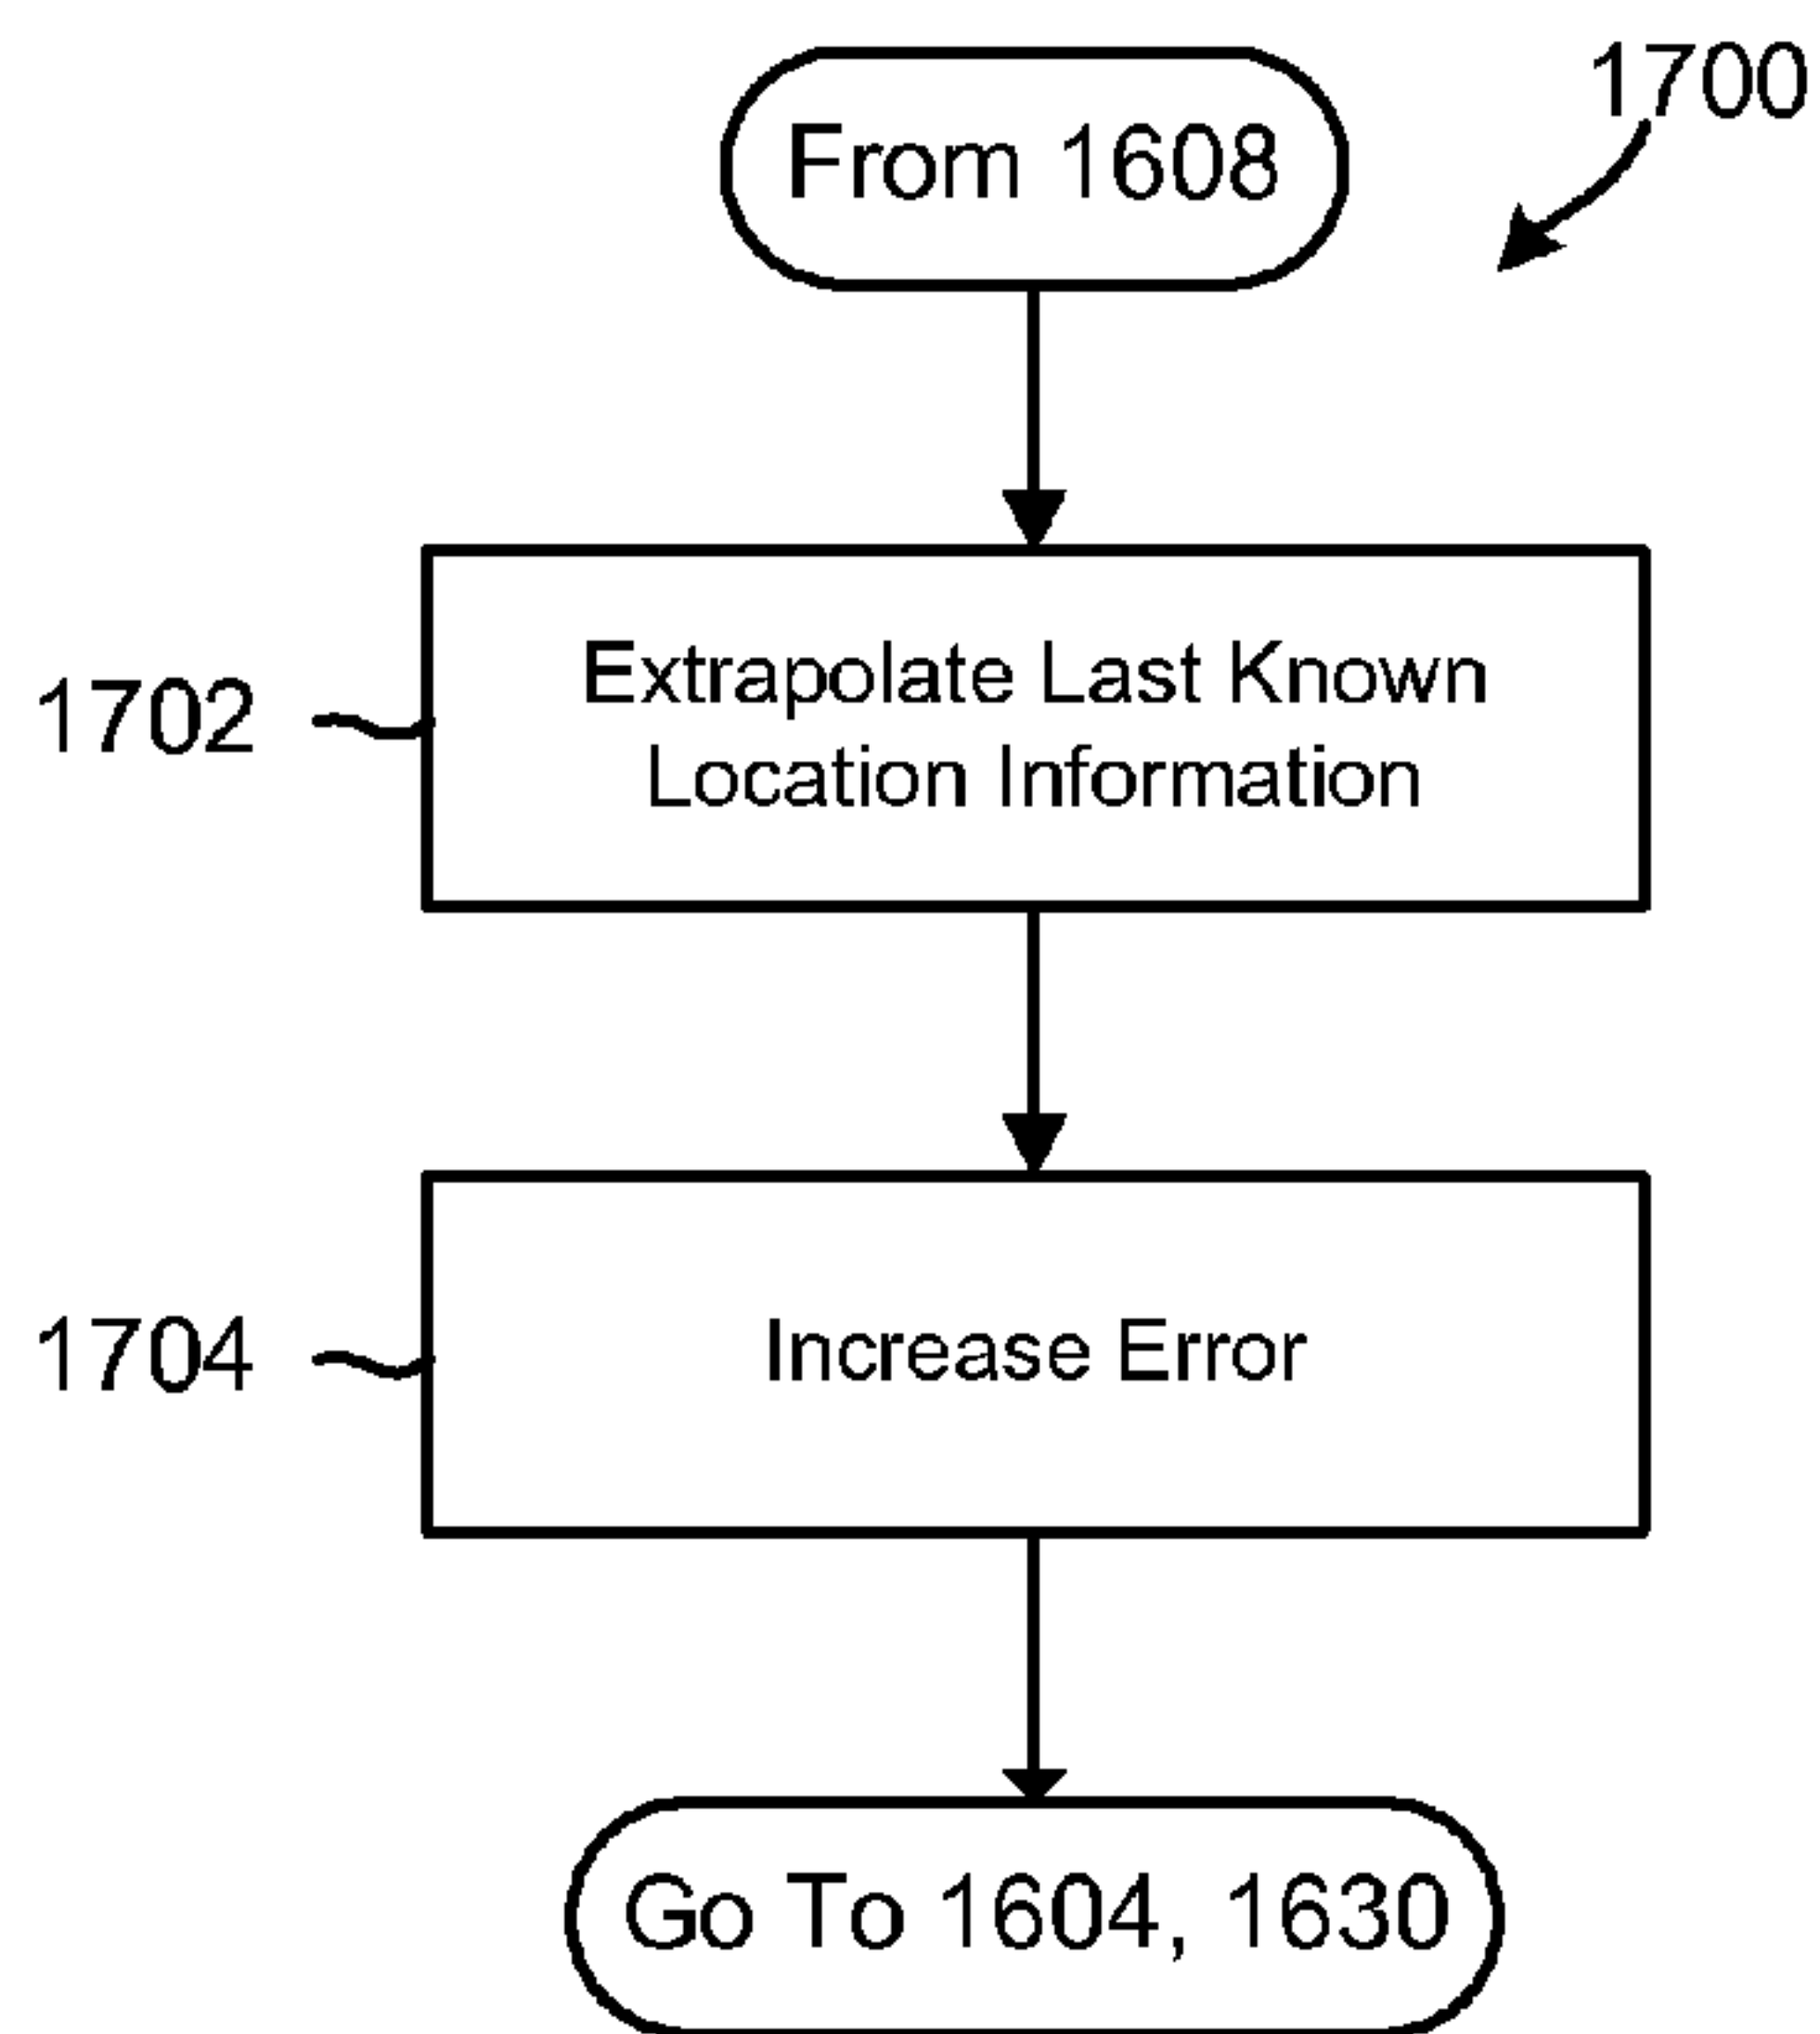 1700
From 1608
1702
Extrapolate Last Known
Location Information
1704
Increase Error
Go To 1604, 1630